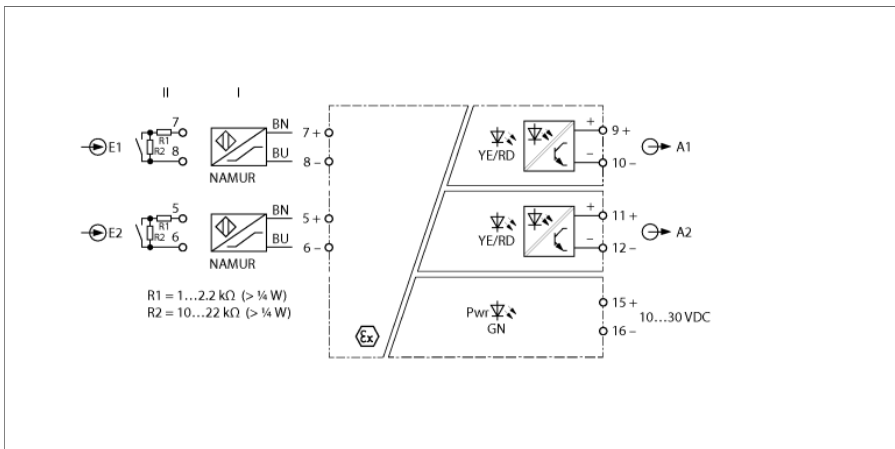 II
I
E1
7
R1
R2
8
NAMUR
BN
7 +
BU
8 –
E2
5
R1
R2
6
NAMUR
BN
5 +
BU
6 –
R1 = 1…2.2 kΩ (> ¼ W)
R2 = 10…22 kΩ (> ¼ W)
Ex
YE/RD
+
9 +
–
10 –
A1
YE/RD
+
11 +
–
12 –
A2
Pwr
GN
15 +
16 –
10…30 VDC